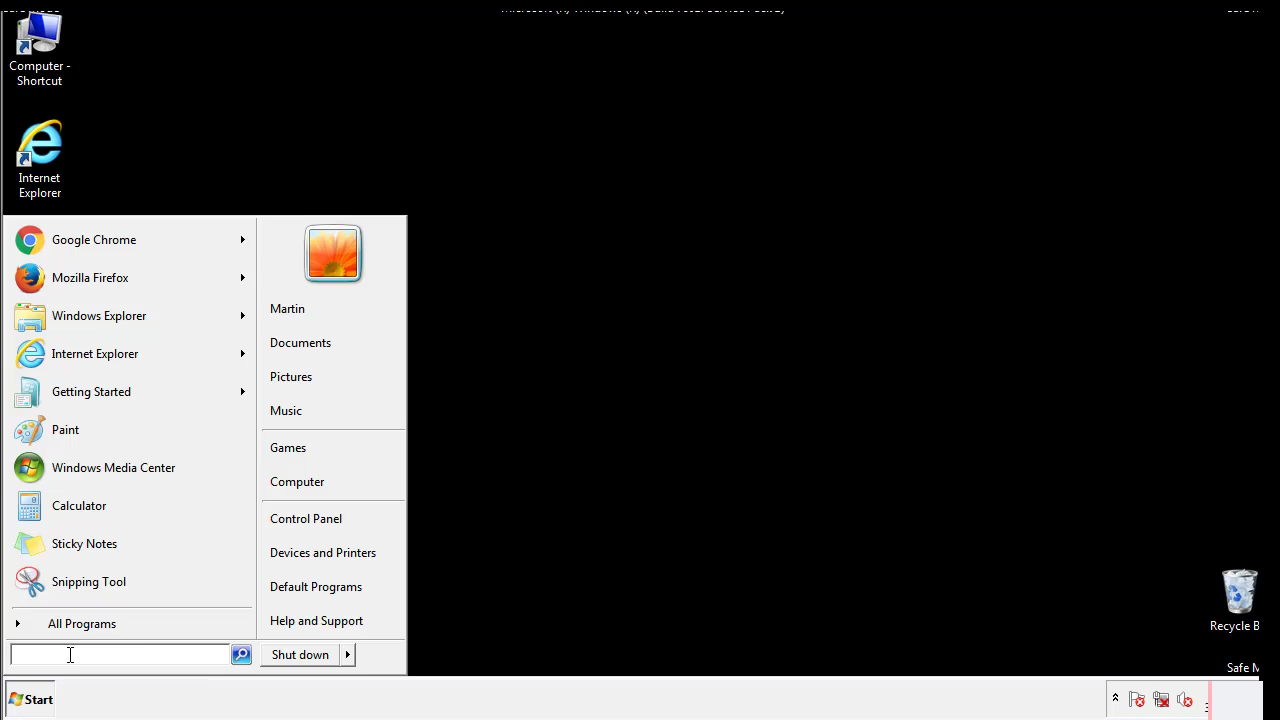 Computer -
Shortcut
Internet
Explorer
Google Chrome
Mozilla Firefox
Windows Explorer
Internet Explorer
Getting Started
Paint
Windows Media Center
Calculator
Sticky Notes
Snipping Tool
All Programs
Martin
Documents
Pictures
Music
Games
Computer
Control Panel
Devices and Printers
Default Programs
Help and Support
Shut down
Recycle B
Safe M
Start